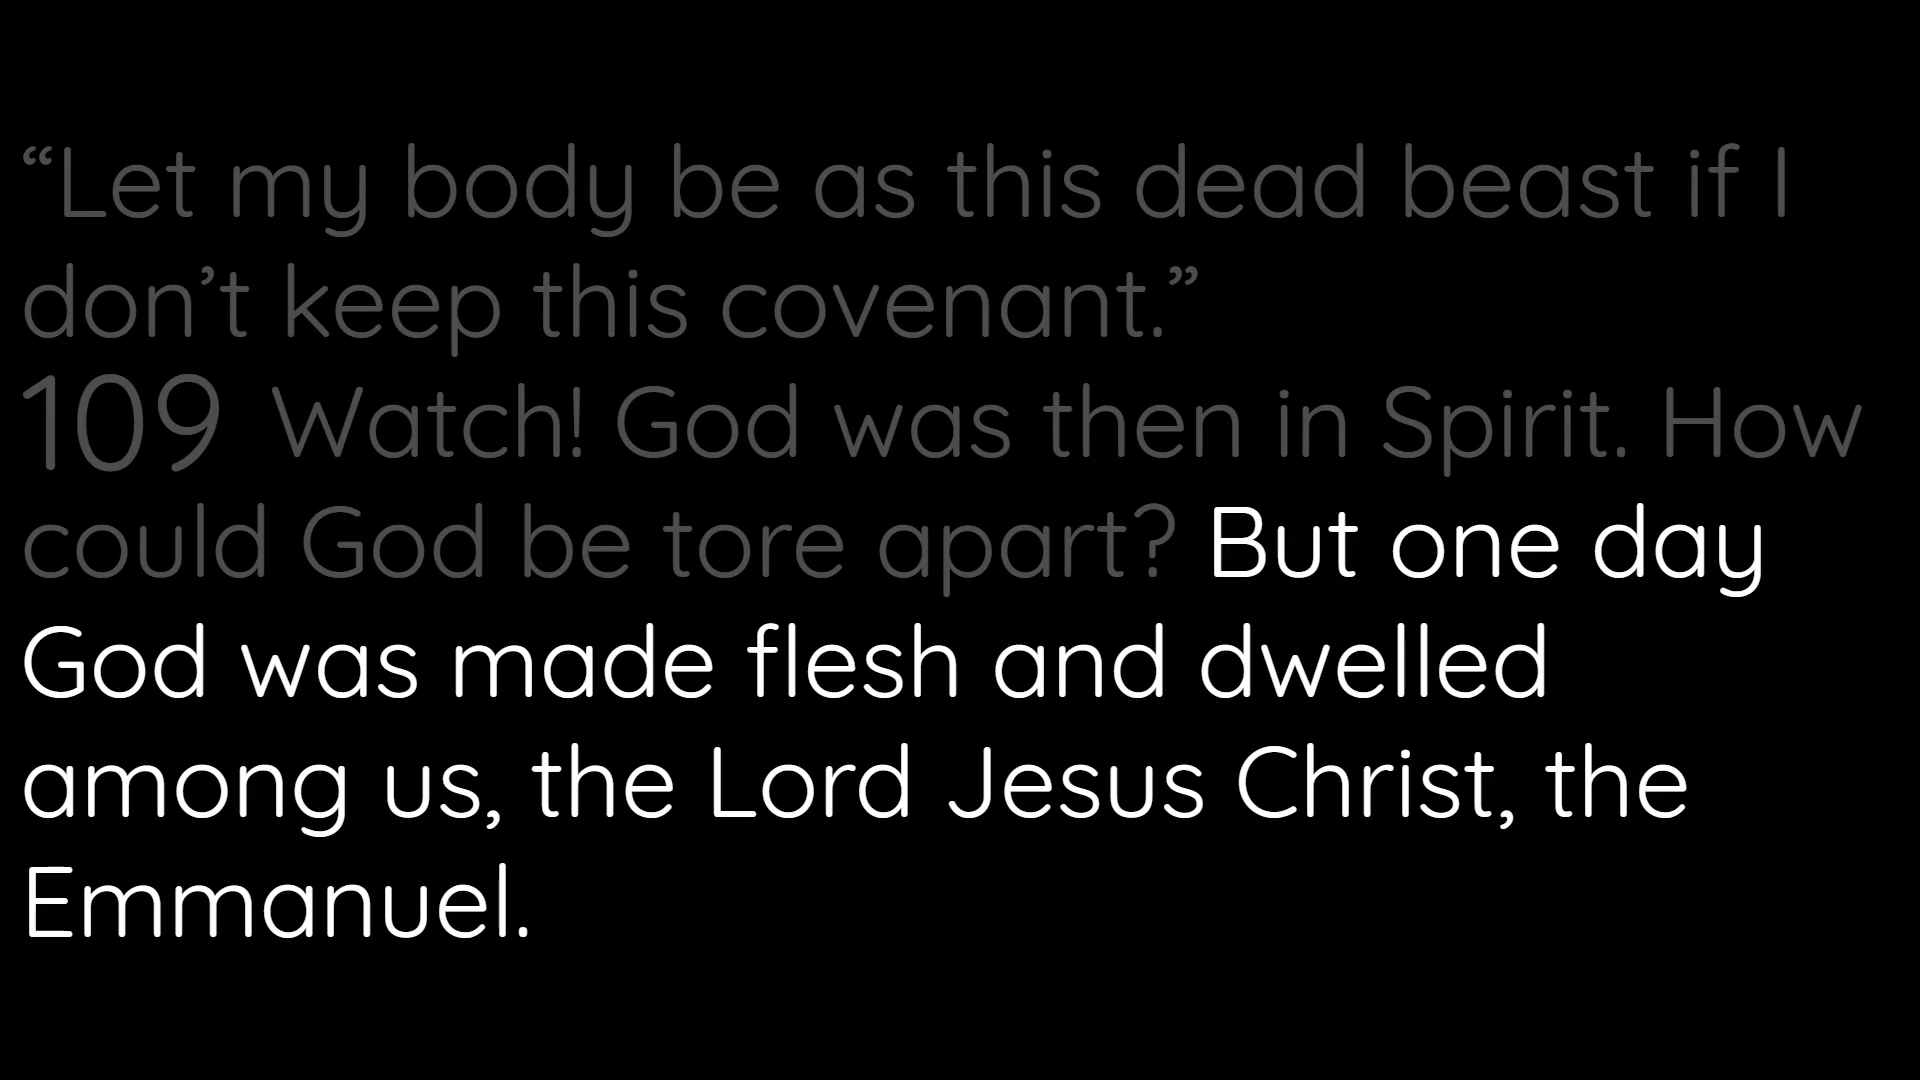 “Let my body be as this dead beast if I
don’t keep this covenant.”
109 Watch! God was then in Spirit. How
could God be tore apart? But one day
God was made flesh and dwelled
among us, the Lord Jesus Christ, the
Emmanuel.